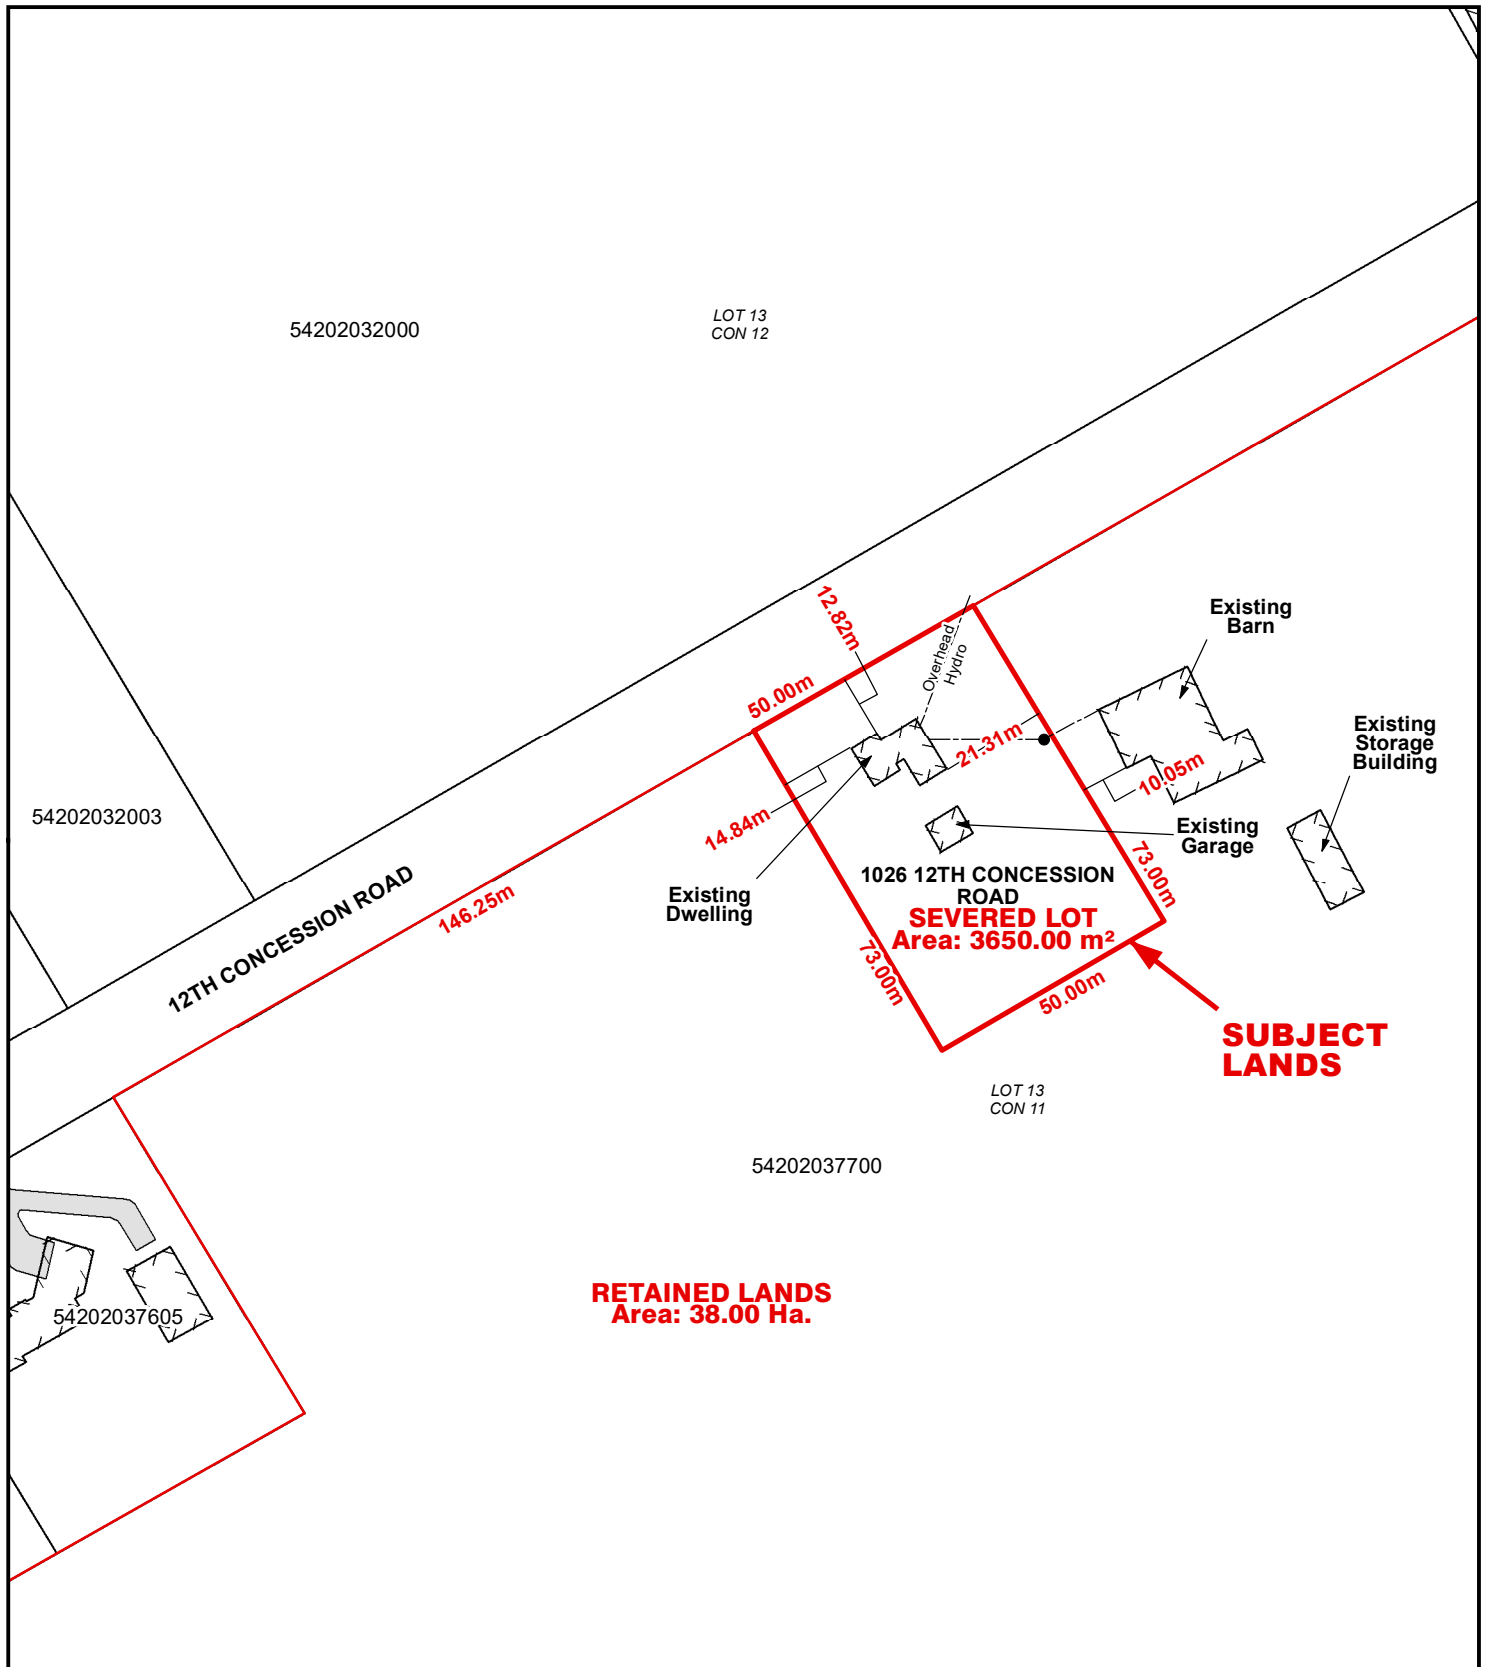 54202032000
LOT 13
CON 12
12.82m
Existing
Barn
Overhead
Hydro
50.00m
Existing
Storage
Building
21.31m
10.05m
54202032003
14.84m
Existing
Garage
73.00m
1026 12TH CONCESSION
ROAD
Existing
Dwelling
146.25m
12TH CONCESSION ROAD
SEVERED LOT
Area: 3650.00 m²
73.00m
50.00m
SUBJECT
LANDS
LOT 13
CON 11
54202037700
RETAINED LANDS
Area: 38.00 Ha.
54202037605